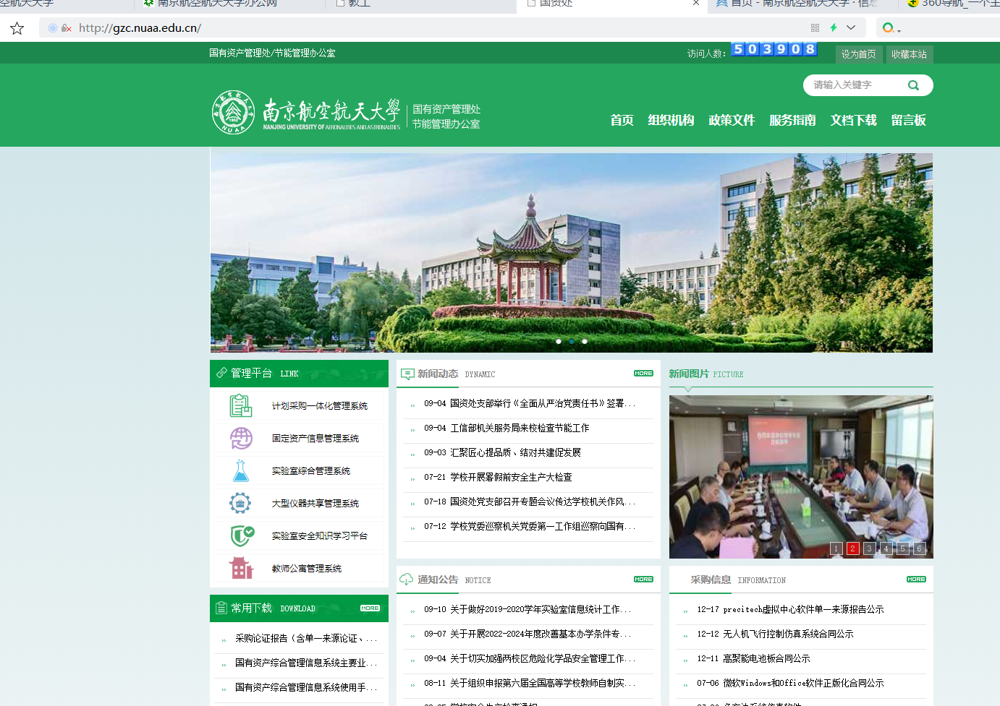 空航天大学
南京航空航天大学办公网
教工
国资处
首页 - 南京航空航天大学 · 信息
360导航_一个主
http://gzc.nuaa.edu.cn/
国有资产管理处/节能管理办公室
访问人数：
503908
设为首页
收藏本站
请输入关键字
南京航空航天大学
NANJING UNIVERSITY OF AERONAUTICS AND ASTRONAUTICS
NUAA
1952
国有资产管理处
节能管理办公室
首页
组织机构
政策文件
服务指南
文档下载
留言板
管理平台 LINK
计划采购一体化管理系统
固定资产信息管理系统
实验室综合管理系统
大型仪器共享管理系统
实验室安全知识学习平台
教师公寓管理系统
常用下载 DOWNLOAD MORE
采购论证报告（含单一来源论证、...
国有资产综合管理信息系统主要业...
国有资产综合管理信息系统使用手...
新闻动态 DYNAMIC MORE
09-04 国资处支部举行《全面从严治党责任书》签署...
09-04 工信部机关服务局来校检查节能工作
09-03 汇聚匠心提品质、结对共建促发展
07-21 学校开展署假前安全生产大检查
07-18 国资处党支部召开专题会议传达学校机关作风...
07-12 学校党委巡察机关党委第一工作组巡察向国有...
新闻图片 PICTURE
1 2 3 4 5 6
通知公告 NOTICE MORE
09-10 关于做好2019-2020学年实验室信息统计工作...
09-07 关于开展2022-2024年度改善基本办学条件专...
09-04 关于切实加强两校区危险化学品安全管理工作...
08-11 关于组织申报第六届全国高等学校教师自制实...
采购信息 INFORMATION MORE
12-17 precitech虚拟中心软件单一来源报告公示
12-12 无人机飞行控制仿真系统合同公示
12-11 高聚能电池板合同公示
07-06 微软Windows和Office软件正版化合同公示